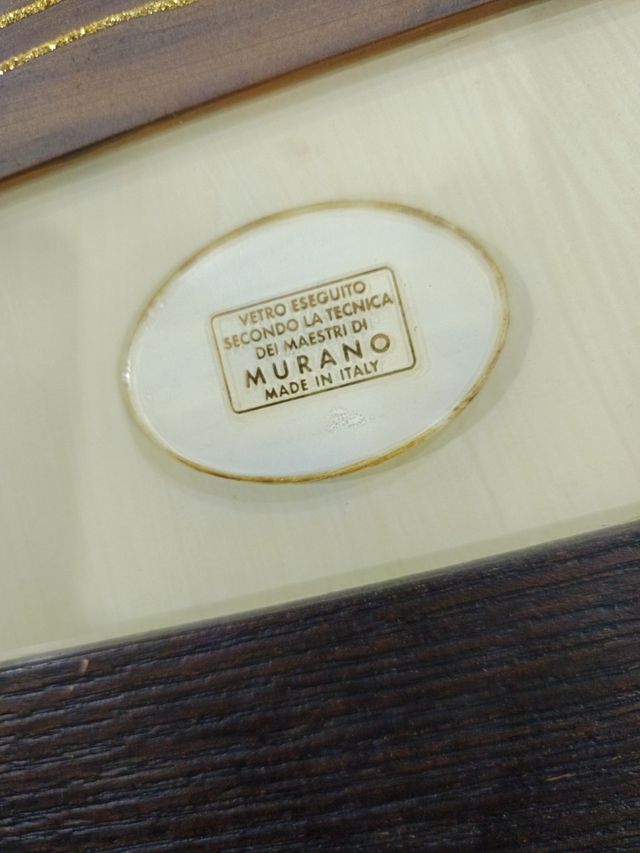 VETRO ESEGUITO
SECONDO LA TECNICA
DEI MAESTRI DI
MURANO
MADE IN ITALY